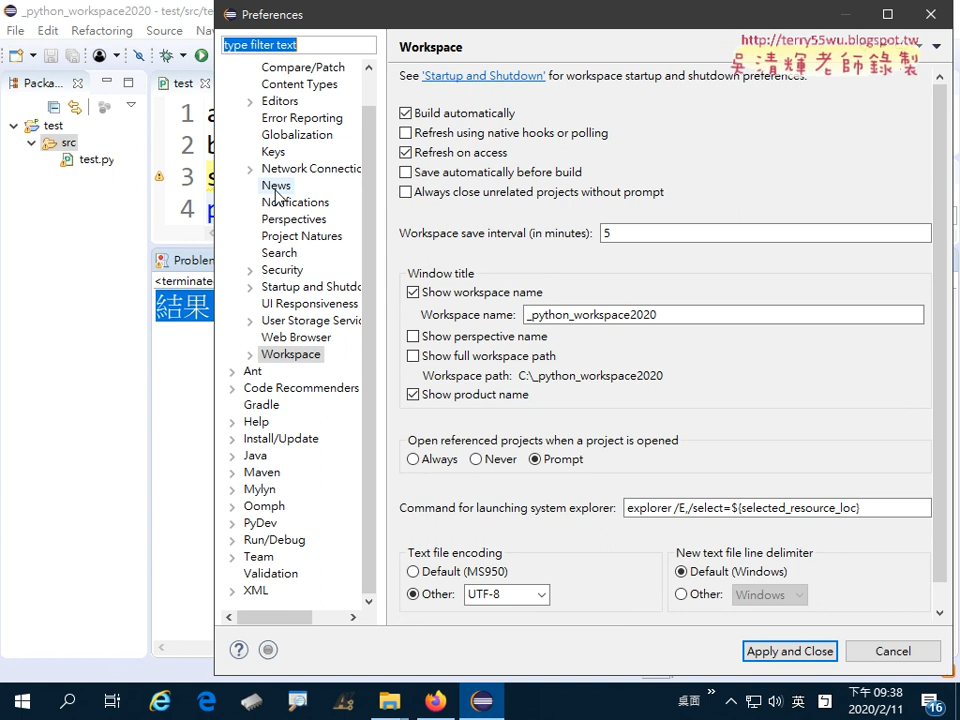 _python_workspace2020 - test/src/te
Preferences
File Edit Refactoring Source Nav
type filter text
Workspace
http://terry55wu.blogspot.tw
吳清輝老師錄製
See 'Startup and Shutdown' for workspace startup and shutdown preferences.
Packa
test
test
src
test.py
1
2
3
4
Compare/Patch
Content Types
Editors
Error Reporting
Globalization
Keys
Network Connectic
News
Notifications
Perspectives
Project Natures
Search
Security
Startup and Shutdo
UI Responsiveness
User Storage Servic
Web Browser
Workspace
Ant
Code Recommenders
Gradle
Help
Install/Update
Java
Maven
Mylyn
Oomph
PyDev
Run/Debug
Team
Validation
XML
Build automatically
Refresh using native hooks or polling
Refresh on access
Save automatically before build
Always close unrelated projects without prompt
Workspace save interval (in minutes): 5
Window title
Show workspace name
Workspace name: _python_workspace2020
Show perspective name
Show full workspace path
Workspace path: C:\_python_workspace2020
Show product name
Open referenced projects when a project is opened
Always Never Prompt
Command for launching system explorer: explorer /E,/select=${selected_resource_loc}
Text file encoding
Default (MS950)
Other: UTF-8
New text file line delimiter
Default (Windows)
Other: Windows
Problem
<terminate
結果
Apply and Close
Cancel
桌面
英
下午 09:38
2020/2/11
16